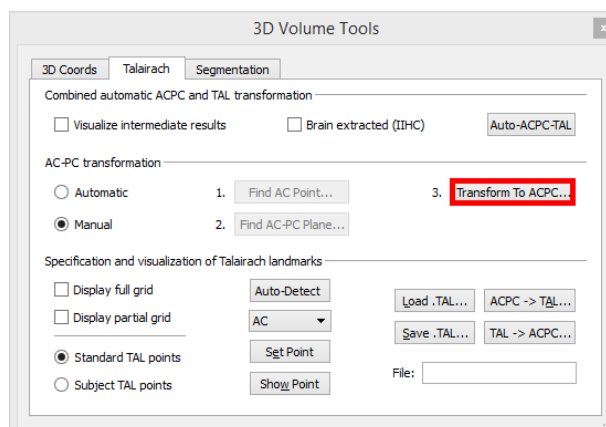 3D Volume Tools
x
3D Coords Talairach Segmentation
Combined automatic ACPC and TAL transformation
Visualize intermediate results Brain extracted (IIHC) Auto-ACPC-TAL
AC-PC transformation
Automatic 1. Find AC Point... 3. Transform To ACPC...
Manual 2. Find AC-PC Plane...
Specification and visualization of Talairach landmarks
Display full grid Auto-Detect Load .TAL... ACPC -> TAL...
Display partial grid AC Save .TAL... TAL -> ACPC...
Standard TAL points Set Point
File:
Subject TAL points Show Point